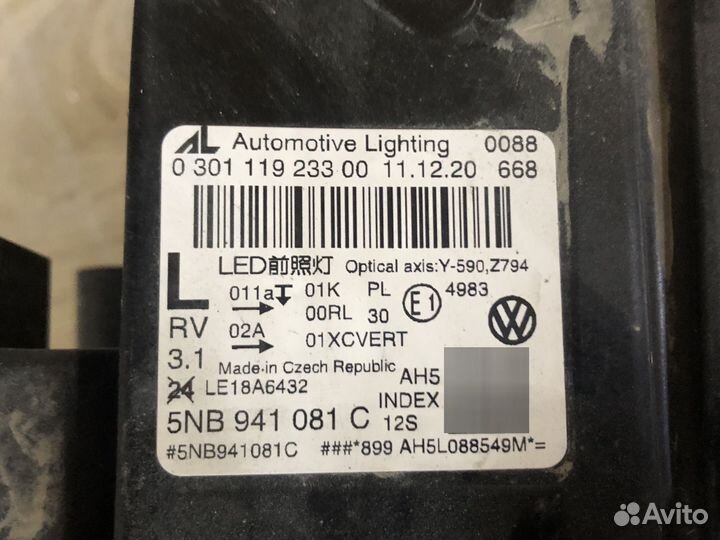 AL Automotive Lighting 0088
0 301 119 233 00 11.12.20 668
L LED前照灯 Optical axis:Y-590,Z794
011a 01K PL E1 4983
00RL 30
RV 02A 01XCVERT
3.1 Made in Czech Republic
24 LE18A6432 AH5
INDEX
5NB 941 081 C 12S
#5NB941081C ###*899 AH5L088549M*=
Avito